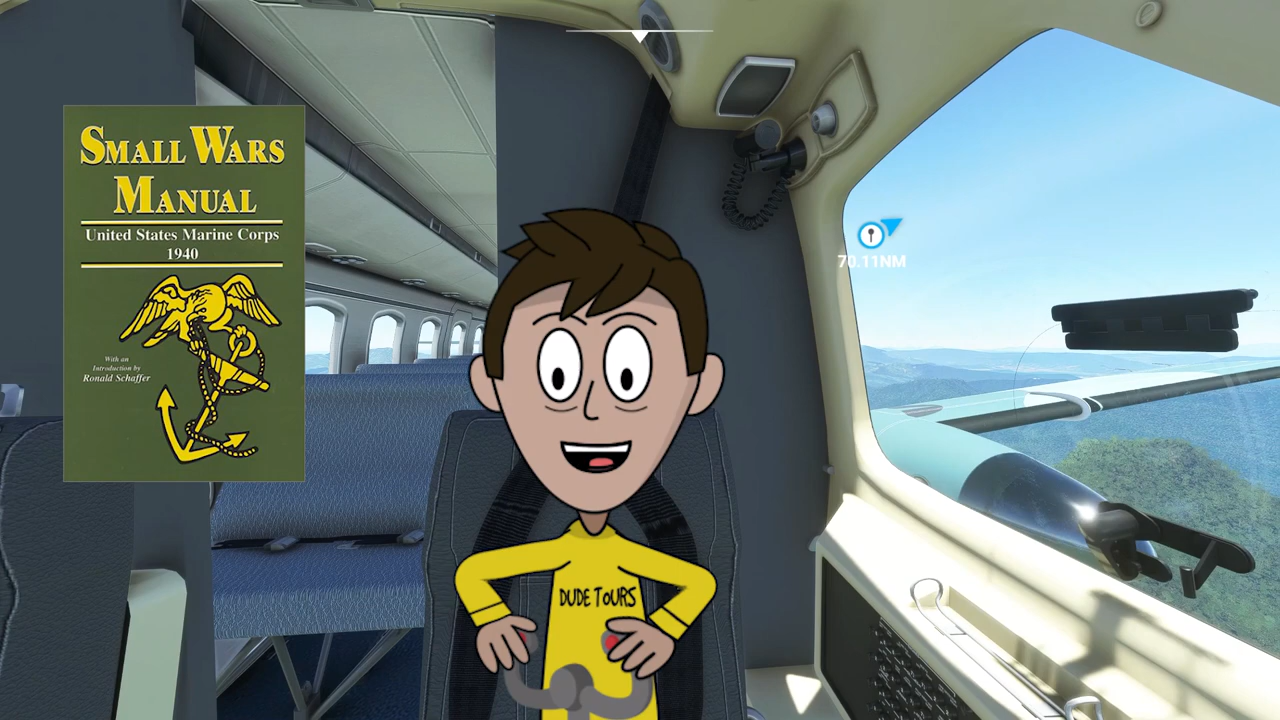 SMALL WARS
MANUAL
United States Marine Corps
1940
With an
Introduction by
Ronald Schaffer
70.11NM
DUDE TOURS